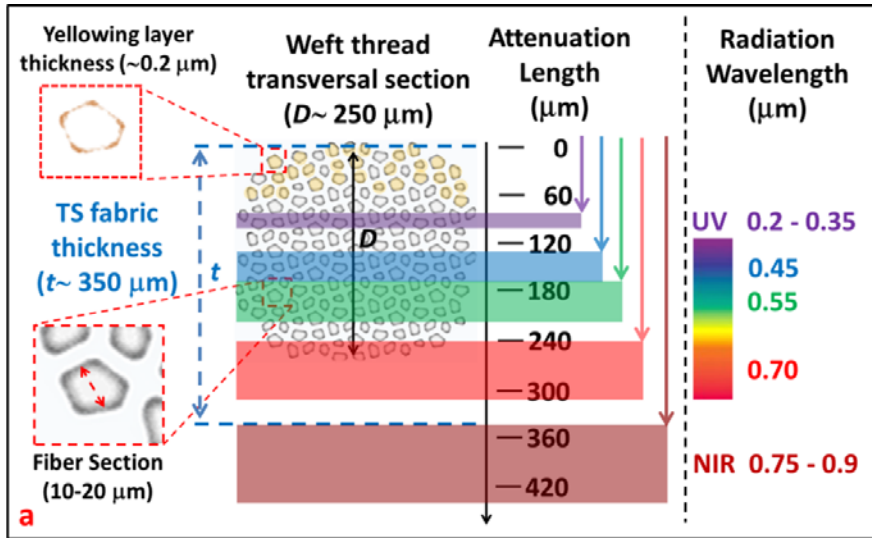 Yellowing layer
thickness (~0.2 μm)
Weft thread
transversal section
(D~ 250 μm)
Attenuation
Length
(μm)
Radiation
Wavelength
(μm)
TS fabric
thickness
(t~ 350 μm)
t
D
0
60
120
180
240
300
360
420
UV 0.2 - 0.35
0.45
0.55
0.70
NIR 0.75 - 0.9
Fiber Section
(10-20 μm)
a